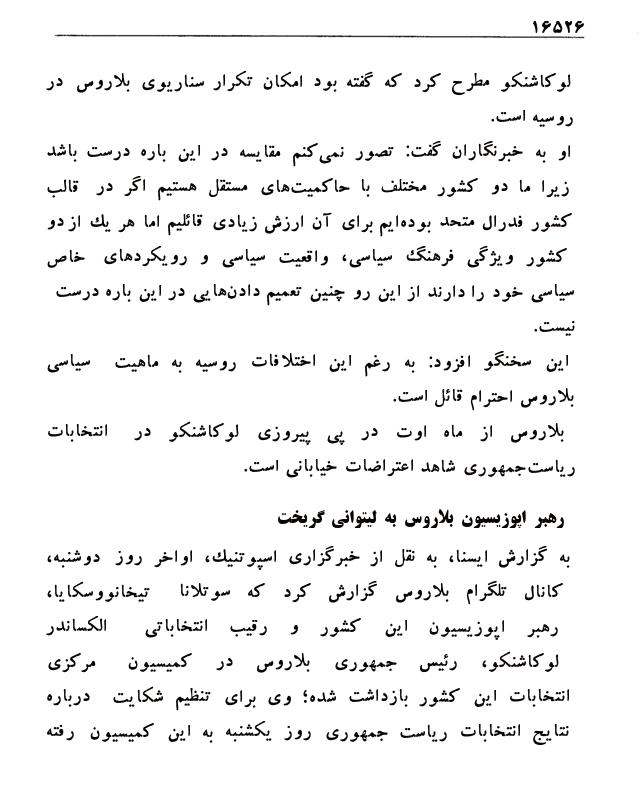 ۱۶۵۲۶
لوکاشنکو مطرح کرد که گفته بود امکان تکرار سناریوی بلاروس در
روسیه است.
او به خبرنگاران گفت: تصور نمی‌کنم مقایسه در این باره درست باشد
زیرا ما دو کشور مختلف با حاکمیت‌های مستقل هستیم اگر در قالب
کشور فدرال متحد بوده‌ایم برای آن ارزش زیادی قائلیم اما هر یك از دو
کشور ویژگی فرهنگ سیاسی، واقعیت سیاسی و رویکردهای خاص
سیاسی خود را دارند از این رو چنین تعمیم دادن‌هایی در این باره درست
نیست.
این سخنگو افزود: به رغم این اختلافات روسیه به ماهیت سیاسی
بلاروس احترام قائل است.
بلاروس از ماه اوت در پی پیروزی لوکاشنکو در انتخابات
ریاست‌جمهوری شاهد اعتراضات خیابانی است.
رهبر اپوزیسیون بلاروس به لیتوانی گریخت
به گزارش ایسنا، به نقل از خبرگزاری اسپوتنیك، اواخر روز دوشنبه،
کانال تلگرام بلاروس گزارش کرد که سوتلانا تیخانووسکایا،
رهبر اپوزیسیون این کشور و رقیب انتخاباتی الکساندر
لوکاشنکو، رئیس جمهوری بلاروس در کمیسیون مرکزی
انتخابات این کشور بازداشت شده؛ وی برای تنظیم شکایت درباره
نتایج انتخابات ریاست جمهوری روز یکشنبه به این کمیسیون رفته